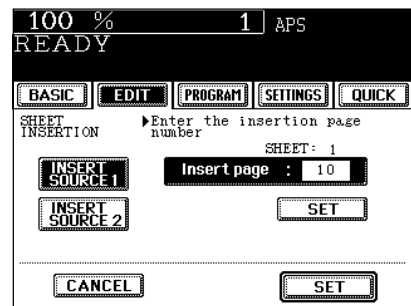 100 % 1 APS
READY
BASIC EDIT PROGRAM SETTINGS QUICK
SHEET INSERTION
▶Enter the insertion page number
SHEET: 1
INSERT SOURCE 1
Insert page : 10
INSERT SOURCE 2
SET
CANCEL
SET